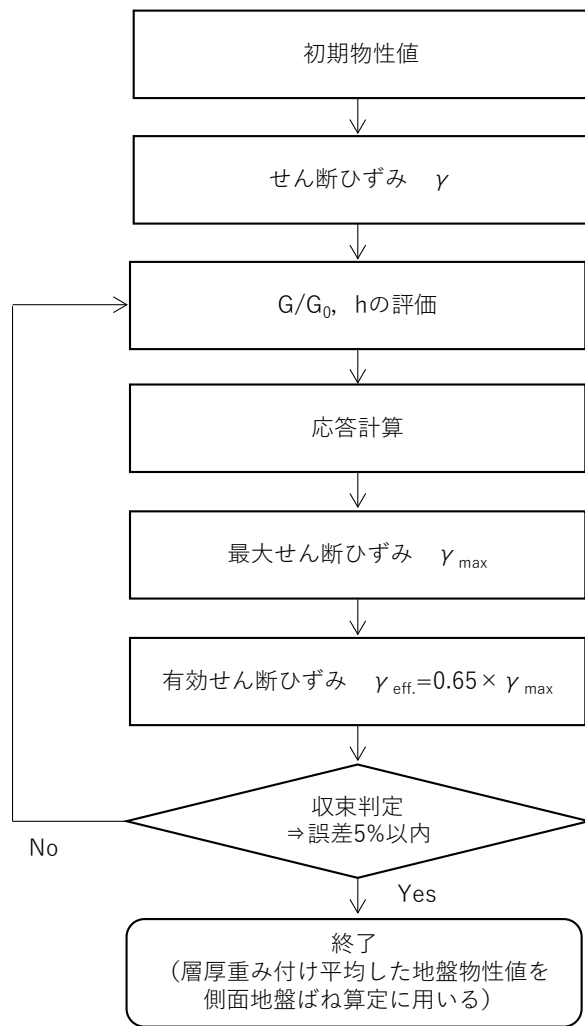 初期物性値
せん断ひずみ　γ
G/G₀，hの評価
応答計算
最大せん断ひずみ　γ max
有効せん断ひずみ　γ eff.=0.65× γ max
収束判定
⇒誤差5%以内
No
Yes
終了
（層厚重み付け平均した地盤物性値を
側面地盤ばね算定に用いる）